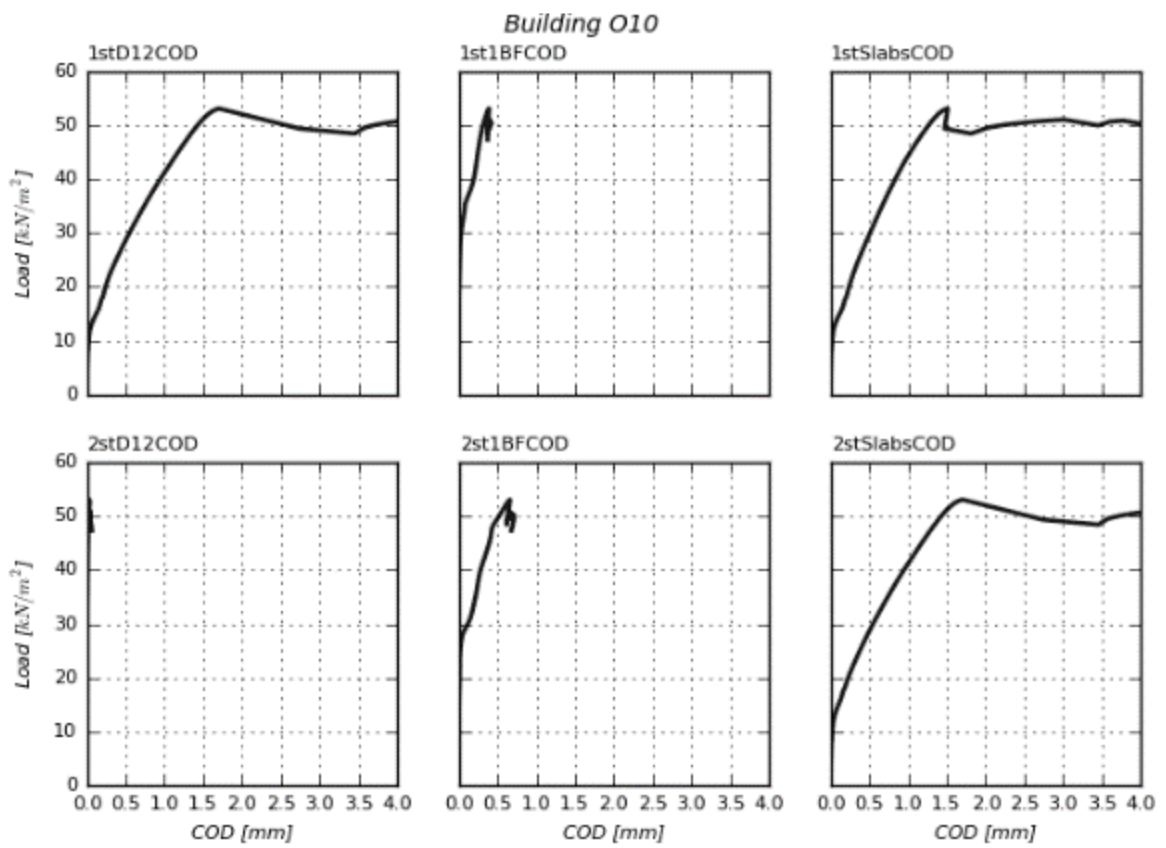 Building O10
1stD12COD
1st1BFCOD
1stSlabsCOD
60
50
40
30
20
10
0
Load [kN/m²]
2stD12COD
2st1BFCOD
2stSlabsCOD
60
50
40
30
20
10
0
Load [kN/m²]
0.0 0.5 1.0 1.5 2.0 2.5 3.0 3.5 4.0
0.0 0.5 1.0 1.5 2.0 2.5 3.0 3.5 4.0
0.0 0.5 1.0 1.5 2.0 2.5 3.0 3.5 4.0
COD [mm]
COD [mm]
COD [mm]